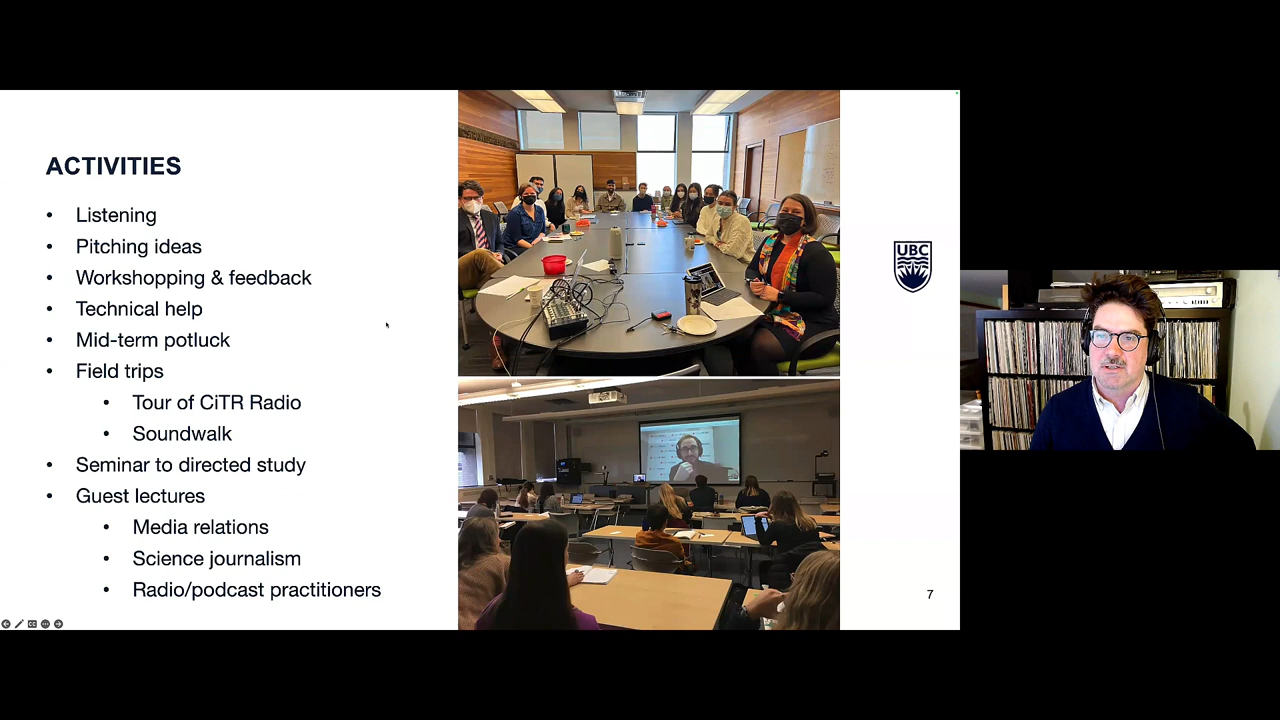 ACTIVITIES
• Listening
• Pitching ideas
• Workshopping & feedback
• Technical help
• Mid-term potluck
• Field trips
• Tour of CiTR Radio
• Soundwalk
• Seminar to directed study
• Guest lectures
• Media relations
• Science journalism
• Radio/podcast practitioners
UBC
7